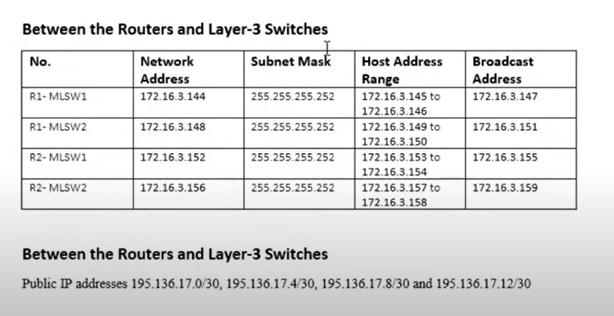 Between the Routers and Layer-3 Switches
No. Network Subnet Mask Host Address Broadcast
Address Range Address
R1- MLSW1 172.16.3.144 255.255.255.252 172.16.3.145 to 172.16.3.147
172.16.3.146
R1- MLSW2 172.16.3.148 255.255.255.252 172.16.3.149 to 172.16.3.151
172.16.3.150
R2- MLSW1 172.16.3.152 255.255.255.252 172.16.3.153 to 172.16.3.155
172.16.3.154
R2- MLSW2 172.16.3.156 255.255.255.252 172.16.3.157 to 172.16.3.159
172.16.3.158
Between the Routers and Layer-3 Switches
Public IP addresses 195.136.17.0/30, 195.136.17.4/30, 195.136.17.8/30 and 195.136.17.12/30